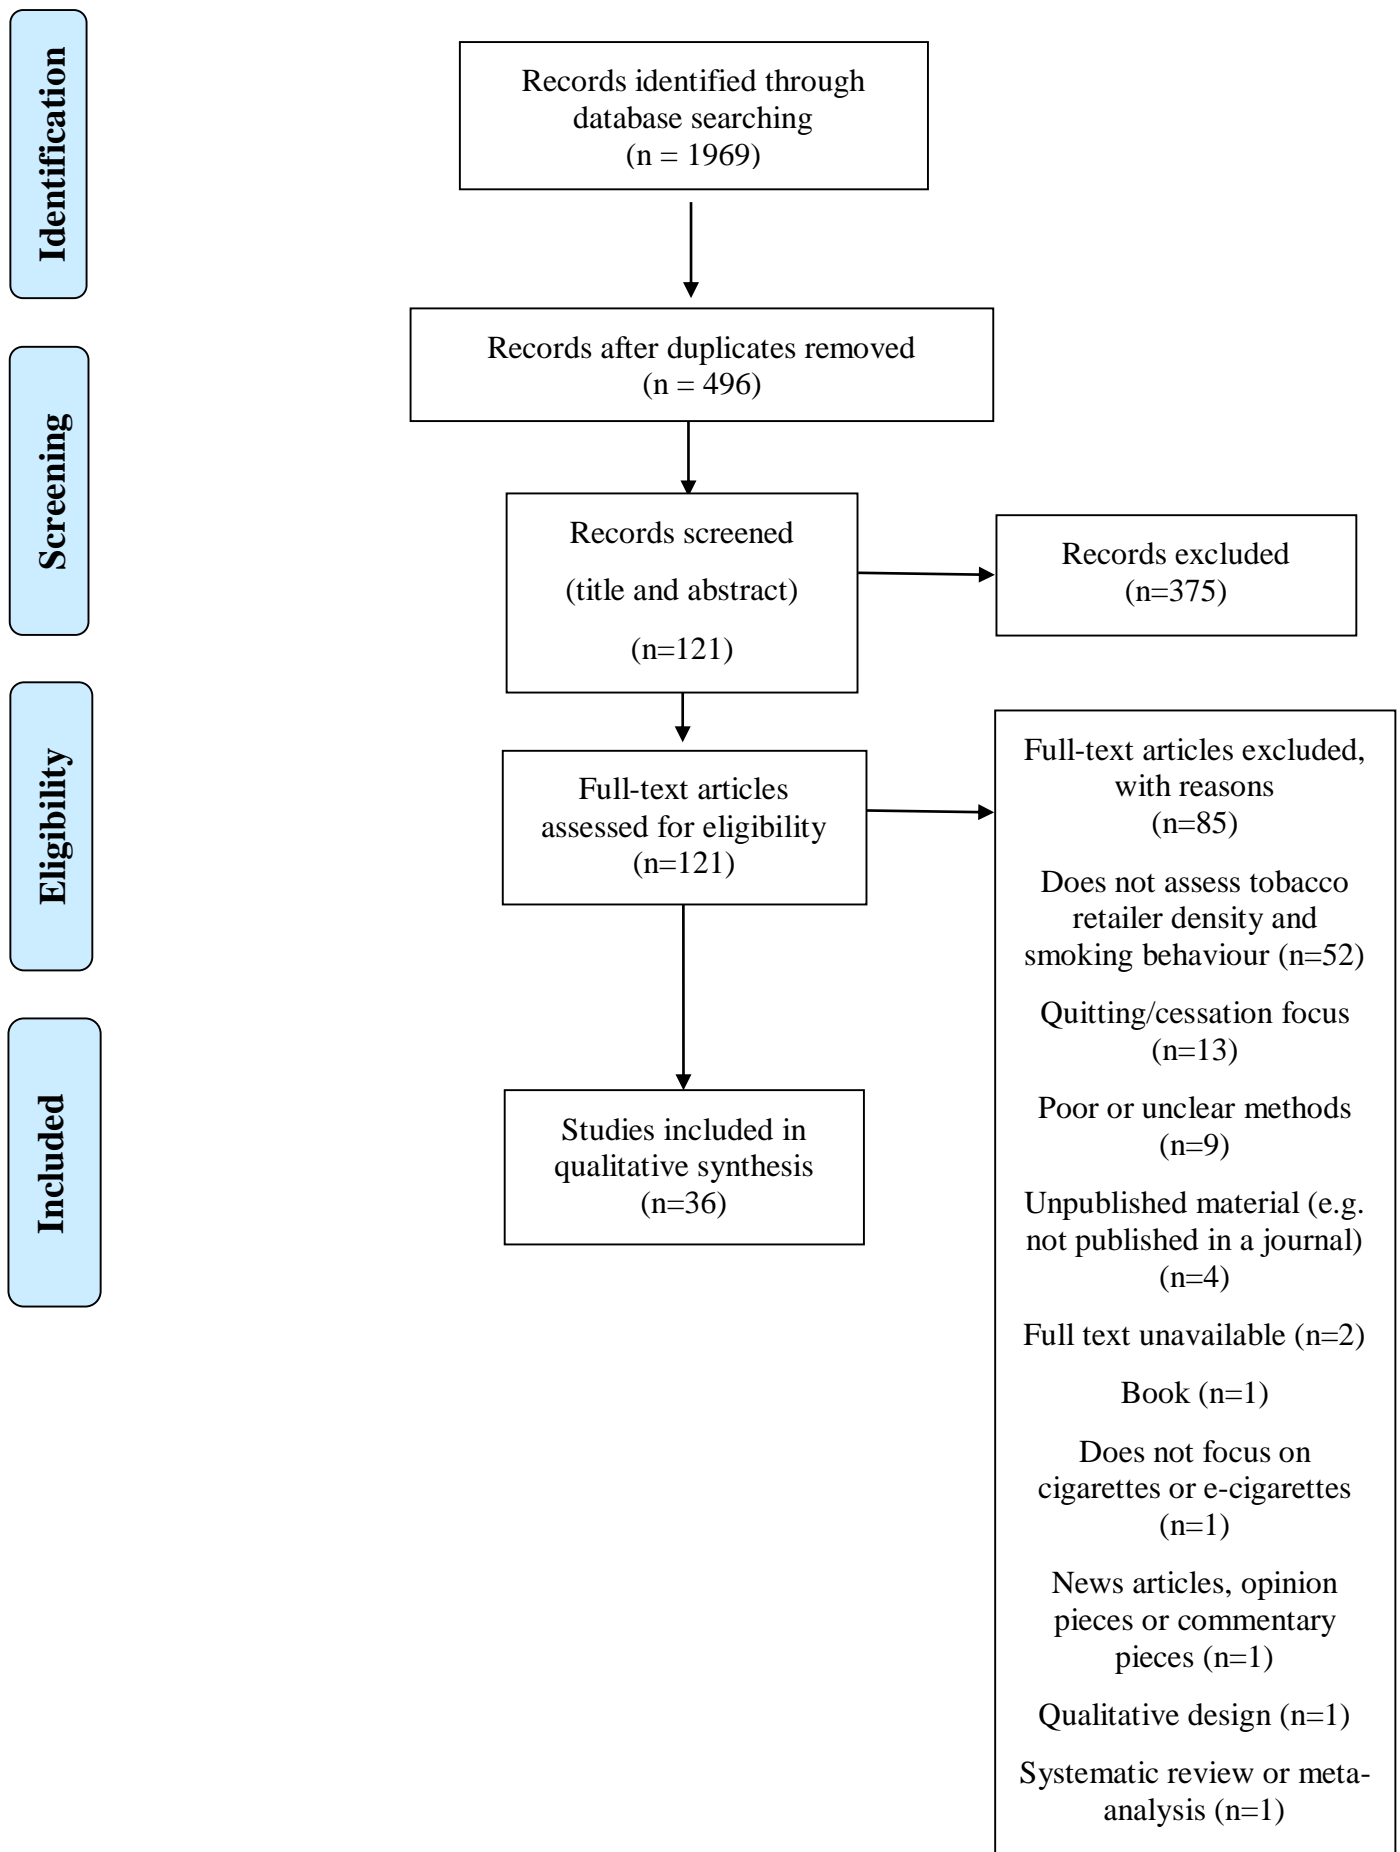 Identification
Records identified through
database searching
(n = 1969)
Records after duplicates removed
(n = 496)
Screening
Records screened
(title and abstract)
(n=121)
Records excluded
(n=375)
Eligibility
Full-text articles
assessed for eligibility
(n=121)
Full-text articles excluded,
with reasons
(n=85)
Does not assess tobacco
retailer density and
smoking behaviour (n=52)
Quitting/cessation focus
(n=13)
Poor or unclear methods
(n=9)
Unpublished material (e.g.
not published in a journal)
(n=4)
Full text unavailable (n=2)
Book (n=1)
Does not focus on
cigarettes or e-cigarettes
(n=1)
News articles, opinion
pieces or commentary
pieces (n=1)
Qualitative design (n=1)
Systematic review or meta-
analysis (n=1)
Included
Studies included in
qualitative synthesis
(n=36)